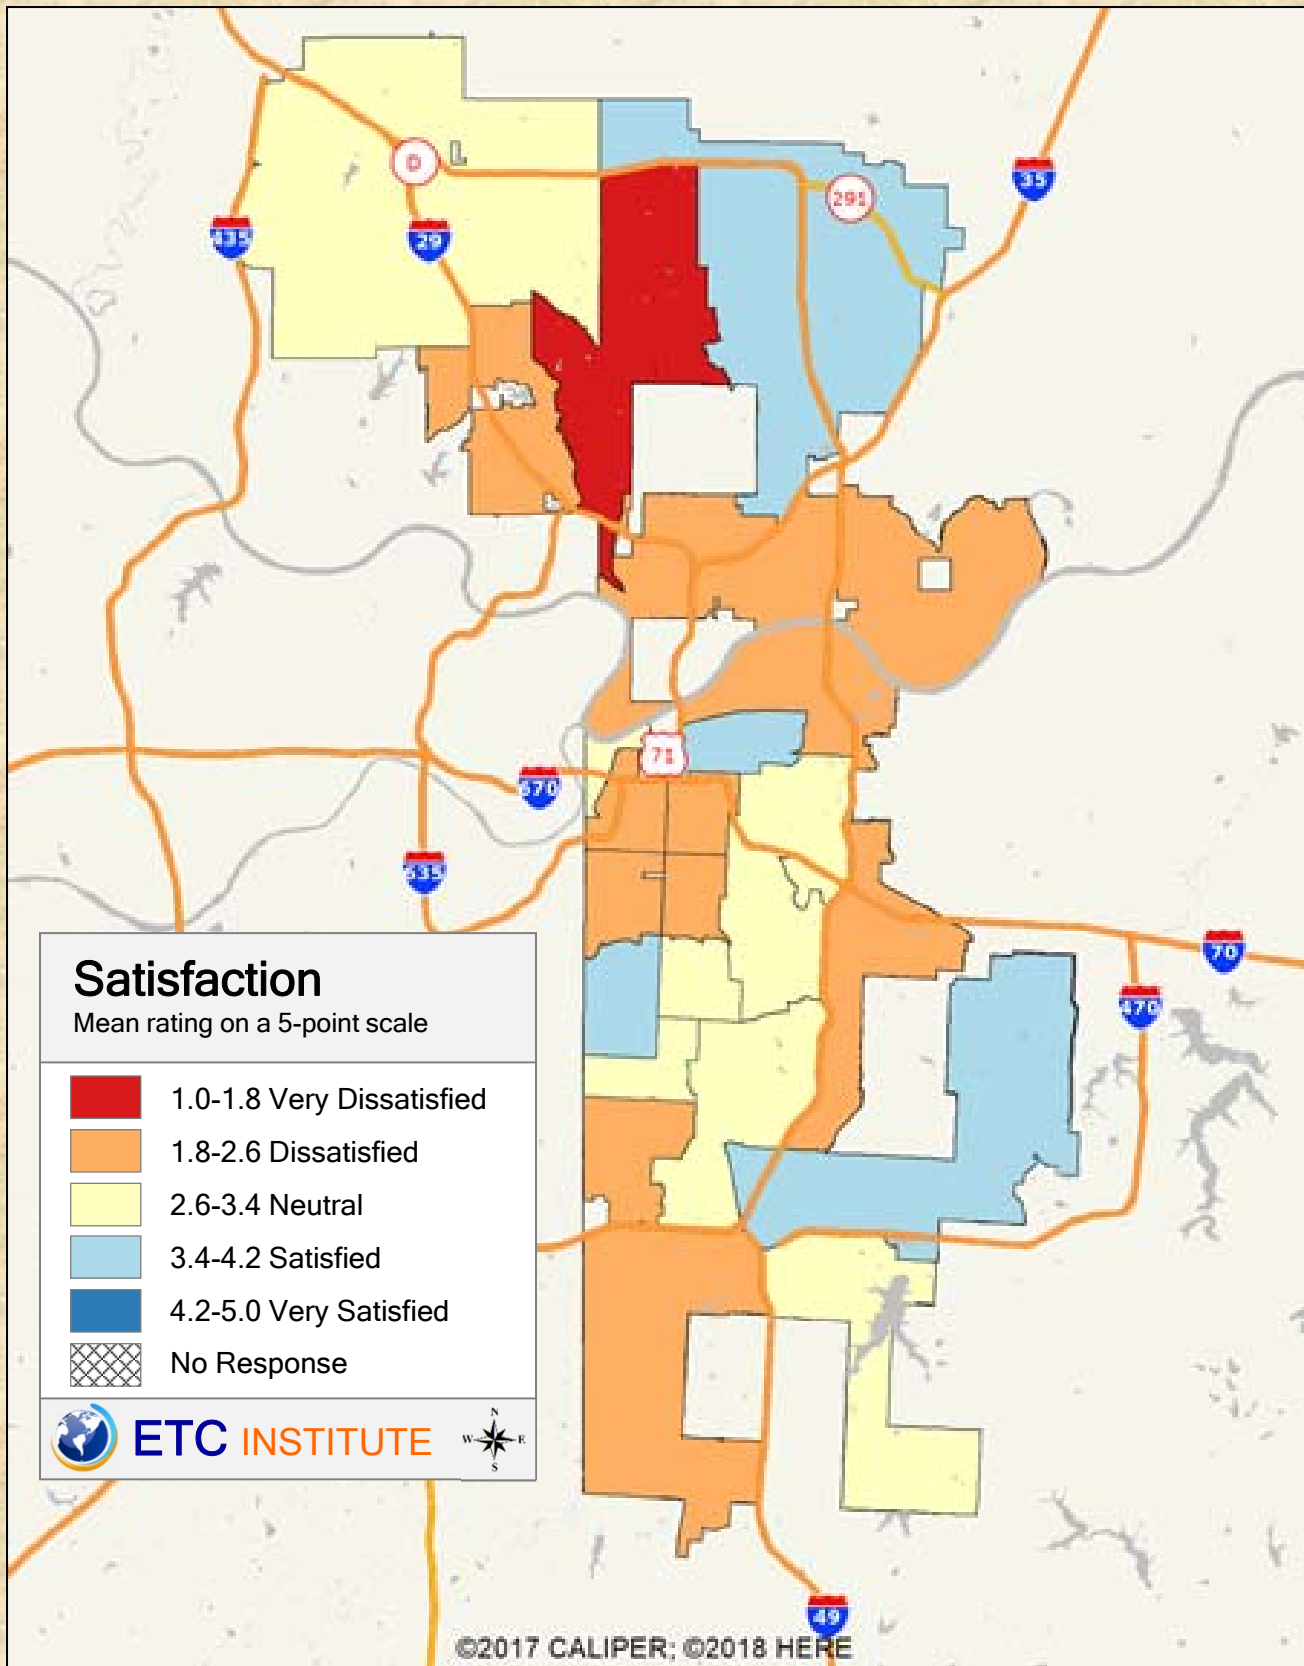 D
291
35
435
29
71
670
635
70
470
Satisfaction
Mean rating on a 5-point scale
1.0-1.8 Very Dissatisfied
1.8-2.6 Dissatisfied
2.6-3.4 Neutral
3.4-4.2 Satisfied
4.2-5.0 Very Satisfied
No Response
ETC INSTITUTE
N
W E
S
49
©2017 CALIPER; ©2018 HERE